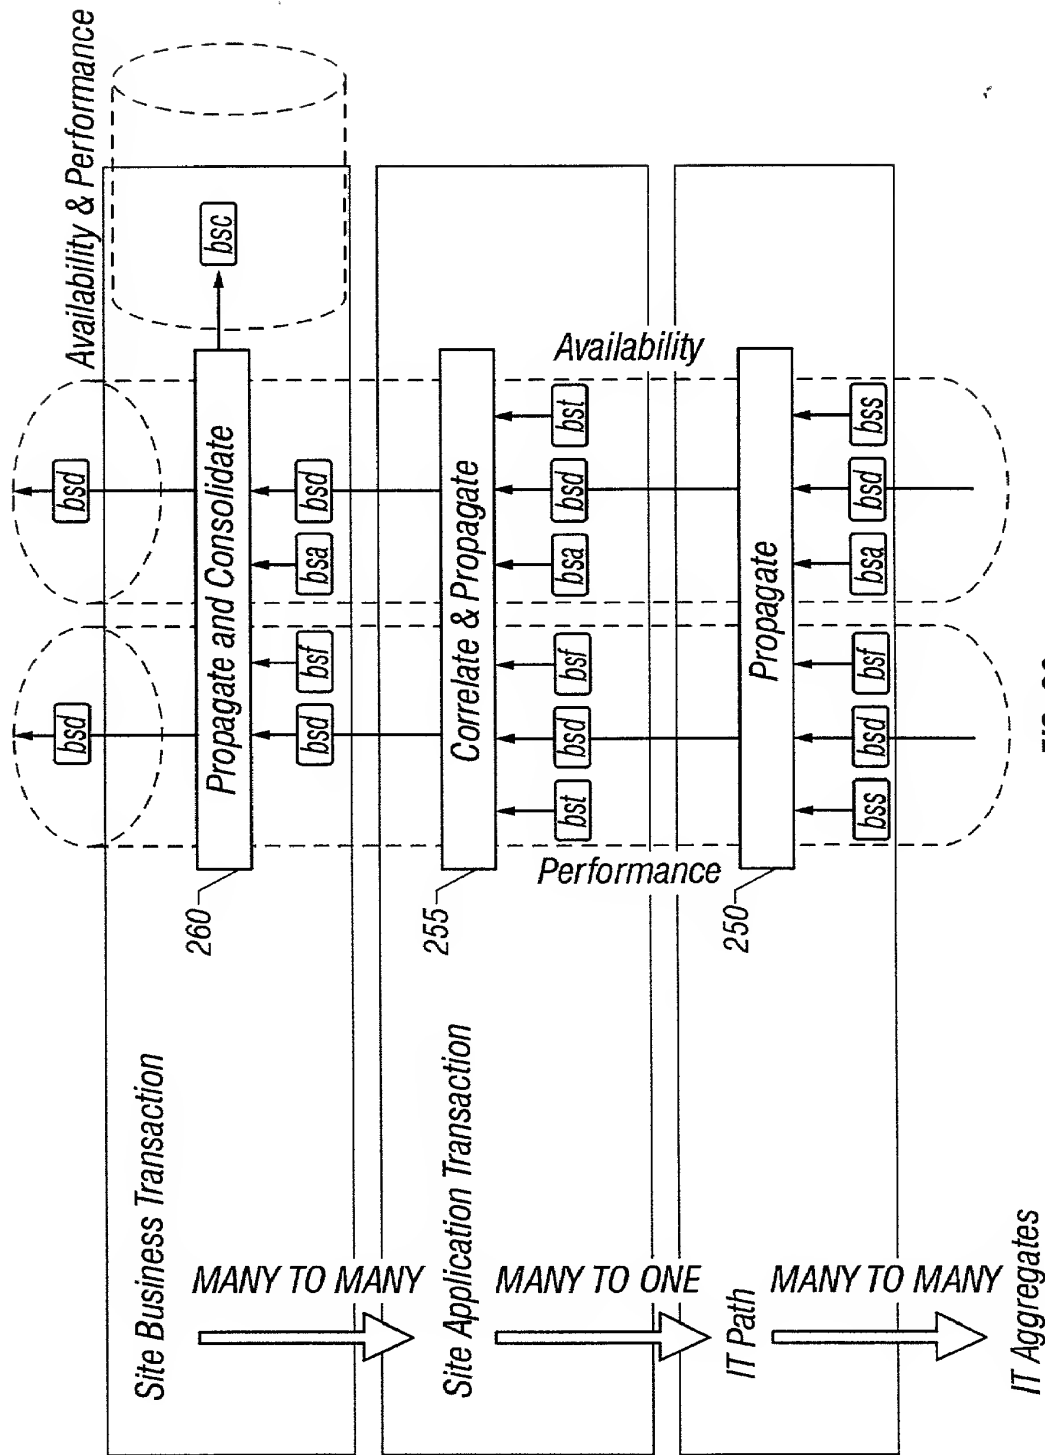 Availability & Performance
bsd
bsd
Site Business Transaction
260
Propagate and Consolidate
bsc
bsd
bsf
bsa
bsd
MANY TO MANY
Site Application Transaction
255
Correlate & Propagate
bst
bsd
bsf
bsa
bsd
bst
Performance
Availability
MANY TO ONE
IT Path
250
Propagate
bss
bsd
bsf
bsa
bsd
bss
MANY TO MANY
IT Aggregates
FIG.